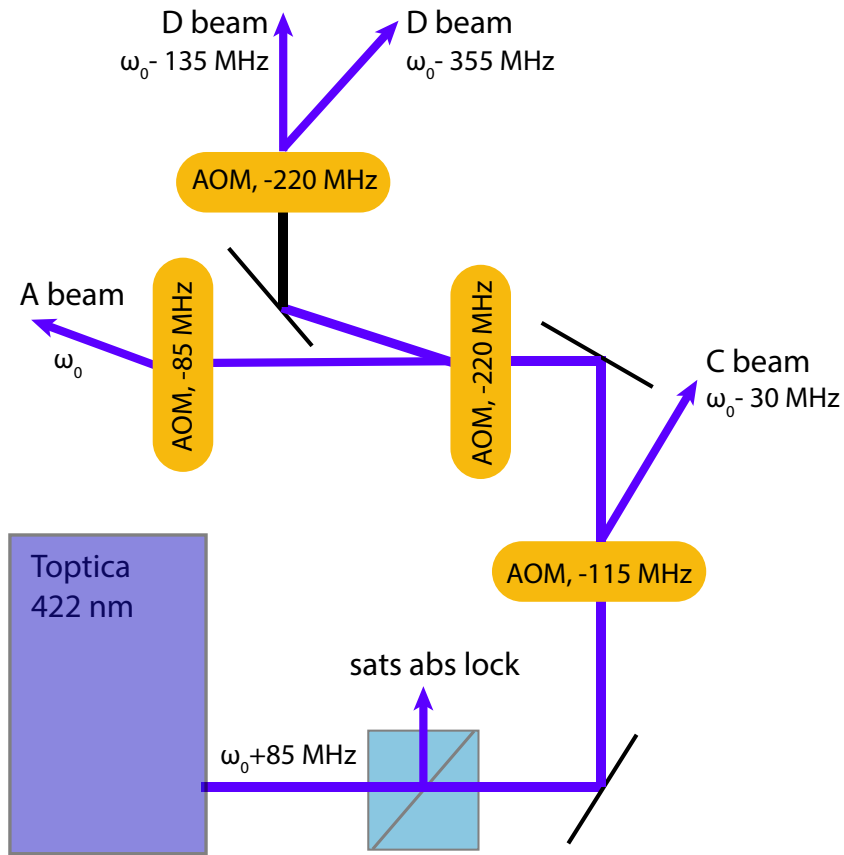 D beam
ω₀- 135 MHz
D beam
ω₀- 355 MHz
AOM, -220 MHz
A beam
ω₀
AOM, -85 MHz
AOM, -220 MHz
C beam
ω₀- 30 MHz
Toptica
422 nm
AOM, -115 MHz
sats abs lock
ω₀+85 MHz